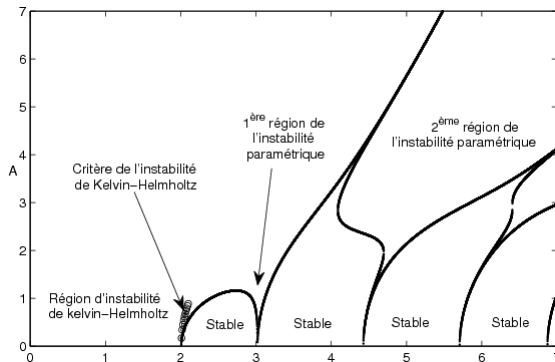 7
6
5
4
3
2
1
0
A
1ère région de
l'instabilité
paramétrique
2ème région de
l'instabilité paramétrique
Critère de l'instabilité
de Kelvin–Helmholtz
Région d'instabilité
de kelvin–Helmholtz
Stable
Stable
Stable
Stable
0
1
2
3
4
5
6
7